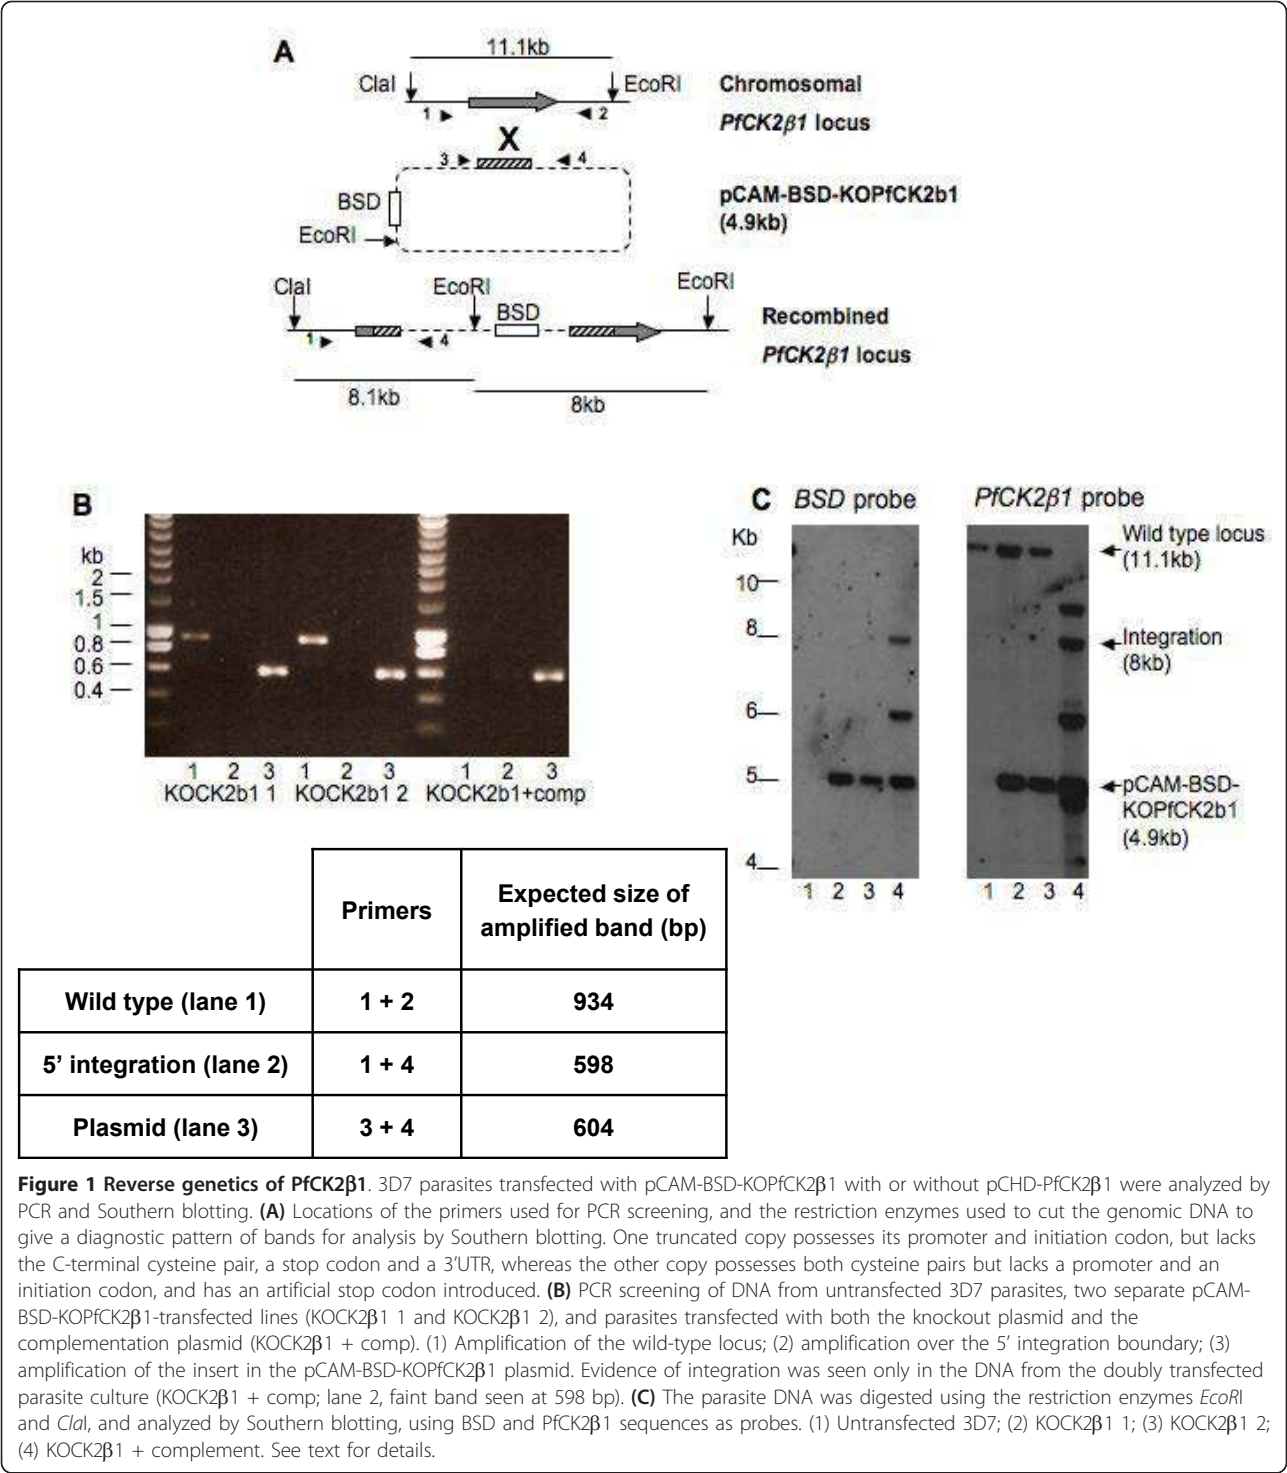 A
11.1kb
ClaI
EcoRI
Chromosomal
PfCK2β1 locus
1
2
X
3
4
BSD
EcoRI
pCAM-BSD-KOPfCK2b1
(4.9kb)
ClaI
EcoRI
EcoRI
BSD
Recombined
PfCK2β1 locus
1
4
8.1kb
8kb
B
kb
2
1.5
1
0.8
0.6
0.4
1 2 3 1 2 3 1 2 3
KOCK2b1 1 KOCK2b1 2 KOCK2b1+comp
C BSD probe
PfCK2β1 probe
Kb
10
8
6
5
4
Wild type locus
(11.1kb)
Integration
(8kb)
pCAM-BSD-
KOPfCK2b1
(4.9kb)
1 2 3 4
1 2 3 4
Primers
Expected size of
amplified band (bp)
Wild type (lane 1) 1 + 2 934
5’ integration (lane 2) 1 + 4 598
Plasmid (lane 3) 3 + 4 604
Figure 1 Reverse genetics of PfCK2β1. 3D7 parasites transfected with pCAM-BSD-KOPfCK2β1 with or without pCHD-PfCK2β1 were analyzed by
PCR and Southern blotting. (A) Locations of the primers used for PCR screening, and the restriction enzymes used to cut the genomic DNA to
give a diagnostic pattern of bands for analysis by Southern blotting. One truncated copy possesses its promoter and initiation codon, but lacks
the C-terminal cysteine pair, a stop codon and a 3’UTR, whereas the other copy possesses both cysteine pairs but lacks a promoter and an
initiation codon, and has an artificial stop codon introduced. (B) PCR screening of DNA from untransfected 3D7 parasites, two separate pCAM-
BSD-KOPfCK2β1-transfected lines (KOCK2β1 1 and KOCK2β1 2), and parasites transfected with both the knockout plasmid and the
complementation plasmid (KOCK2β1 + comp). (1) Amplification of the wild-type locus; (2) amplification over the 5’ integration boundary; (3)
amplification of the insert in the pCAM-BSD-KOPfCK2β1 plasmid. Evidence of integration was seen only in the DNA from the doubly transfected
parasite culture (KOCK2β1 + comp; lane 2, faint band seen at 598 bp). (C) The parasite DNA was digested using the restriction enzymes EcoRI
and ClaI, and analyzed by Southern blotting, using BSD and PfCK2β1 sequences as probes. (1) Untransfected 3D7; (2) KOCK2β1 1; (3) KOCK2β1 2;
(4) KOCK2β1 + complement. See text for details.